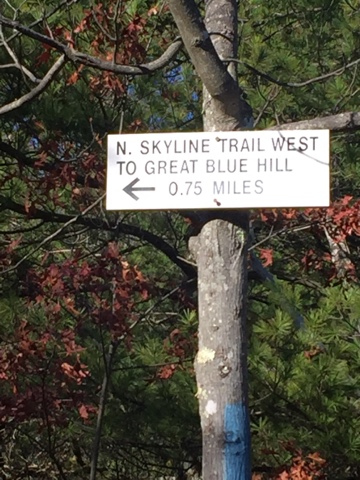 N. SKYLINE TRAIL WEST
TO GREAT BLUE HILL
← 0.75 MILES